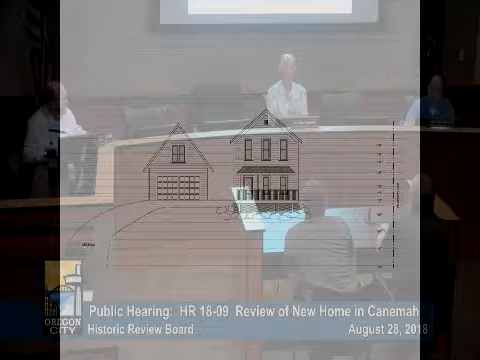 Public Hearing: HR 18-09 Review of New Home in Canemah
Historic Review Board
August 28, 2018
OREGON
CITY